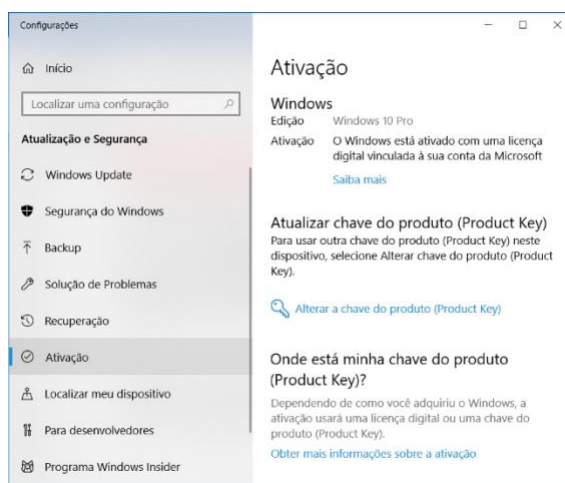 Configurações
Início
Localizar uma configuração
Atualização e Segurança
Windows Update
Segurança do Windows
Backup
Solução de Problemas
Recuperação
Ativação
Localizar meu dispositivo
Para desenvolvedores
Programa Windows Insider
Ativação
Windows
Edição Windows 10 Pro
Ativação O Windows está ativado com uma licença
digital vinculada à sua conta da Microsoft
Saiba mais
Atualizar chave do produto (Product Key)
Para usar outra chave do produto (Product Key) neste
dispositivo, selecione Alterar chave do produto (Product
Key).
Alterar a chave do produto (Product Key)
Onde está minha chave do produto
(Product Key)?
Dependendo de como você adquiriu o Windows, a
ativação usará uma licença digital ou uma chave do
produto (Product Key).
Obter mais informações sobre a ativação